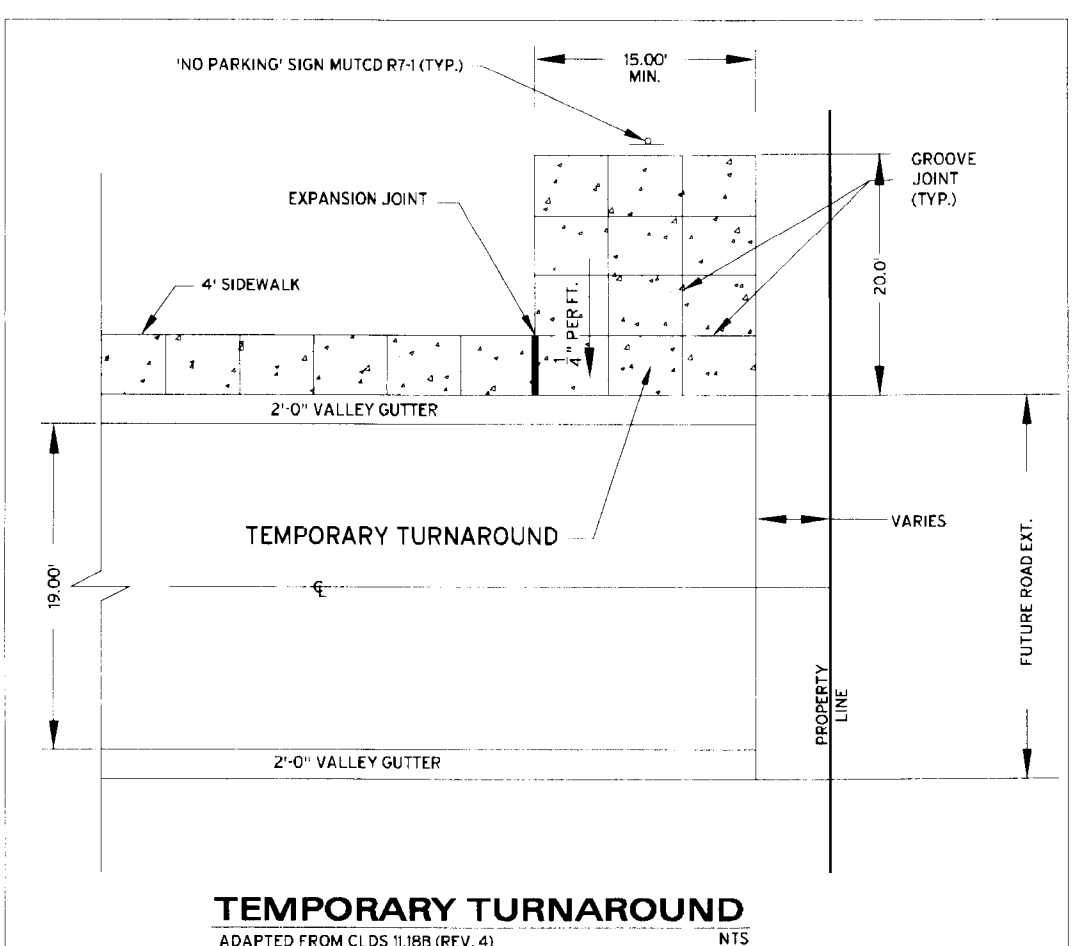 'NO PARKING' SIGN MUTCD R7-1 (TYP.)
15.00'
MIN.
GROOVE
JOINT
(TYP.)
EXPANSION JOINT
4' SIDEWALK
20.0'
1/4" PER FT.
2'-0" VALLEY GUTTER
TEMPORARY TURNAROUND
VARIES
19.00'
℄
FUTURE ROAD EXT.
PROPERTY
LINE
2'-0" VALLEY GUTTER
TEMPORARY TURNAROUND
ADAPTED FROM CLDS 11.18B (REV. 4)
NTS